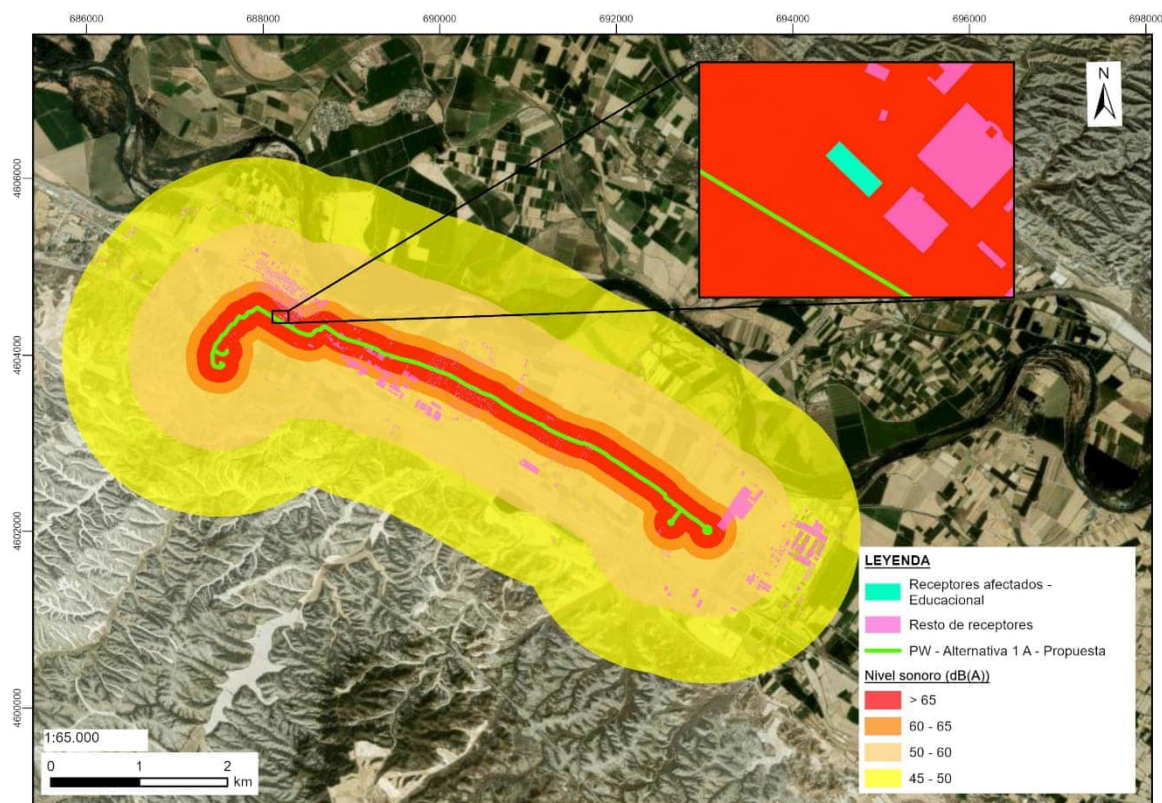 686000 688000 690000 692000 694000 696000 698000
N
4606000
4604000
4602000
4600000
LEYENDA
Receptores afectados -
Educacional
Resto de receptores
PW - Alternativa 1 A - Propuesta
Nivel sonoro (dB(A))
> 65
60 - 65
50 - 60
45 - 50
1:65.000
0 1 2
km